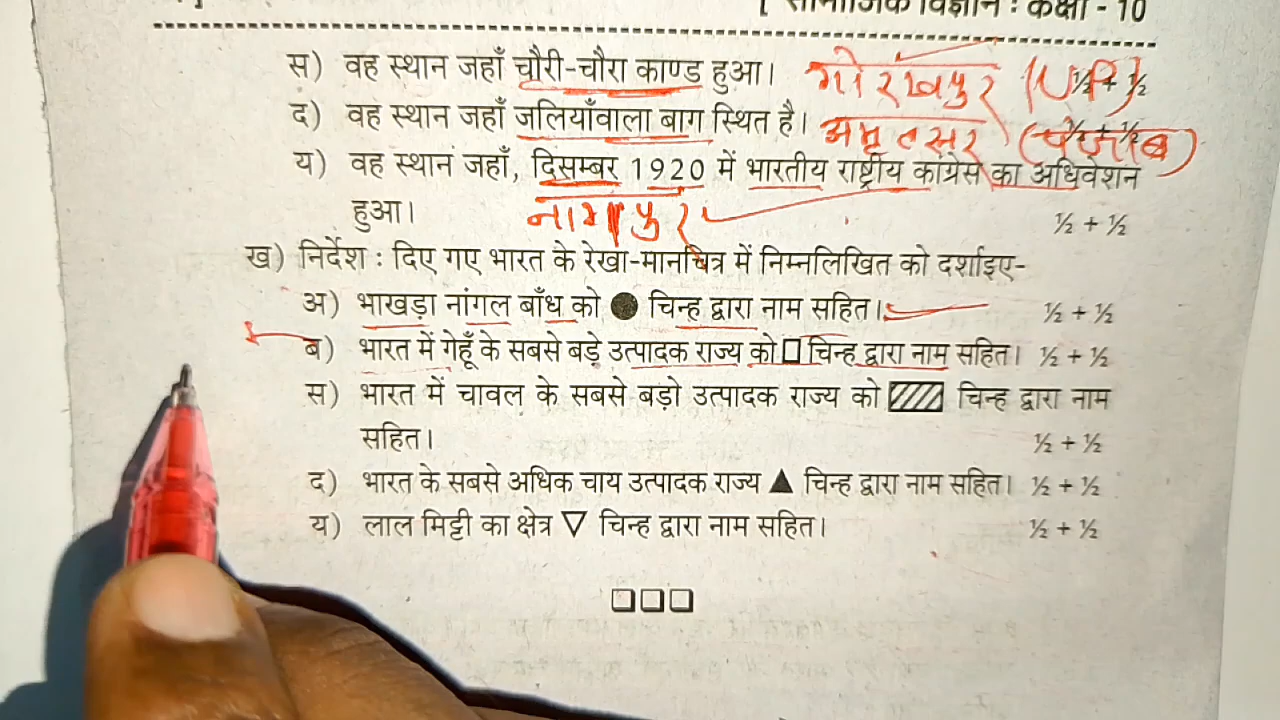 [ सामाजिक विज्ञान : कक्षा - 10
स) वह स्थान जहाँ चौरी-चौरा काण्ड हुआ। गोरखपुर (UP) ½ + ½
द) वह स्थान जहाँ जलियाँवाला बाग स्थित है। अमृतसर (पंजाब) ½ + ½
य) वह स्थान जहाँ, दिसम्बर 1920 में भारतीय राष्ट्रीय कांग्रेस का अधिवेशन
हुआ। नागपुर ½ + ½
ख) निर्देश : दिए गए भारत के रेखा-मानचित्र में निम्नलिखित को दर्शाइए-
अ) भाखड़ा नांगल बाँध को ● चिन्ह द्वारा नाम सहित। ½ + ½
ब) भारत में गेहूँ के सबसे बड़े उत्पादक राज्य को □ चिन्ह द्वारा नाम सहित। ½ + ½
स) भारत में चावल के सबसे बड़ो उत्पादक राज्य को ▨ चिन्ह द्वारा नाम
सहित। ½ + ½
द) भारत के सबसे अधिक चाय उत्पादक राज्य ▲ चिन्ह द्वारा नाम सहित। ½ + ½
य) लाल मिट्टी का क्षेत्र ▽ चिन्ह द्वारा नाम सहित। ½ + ½